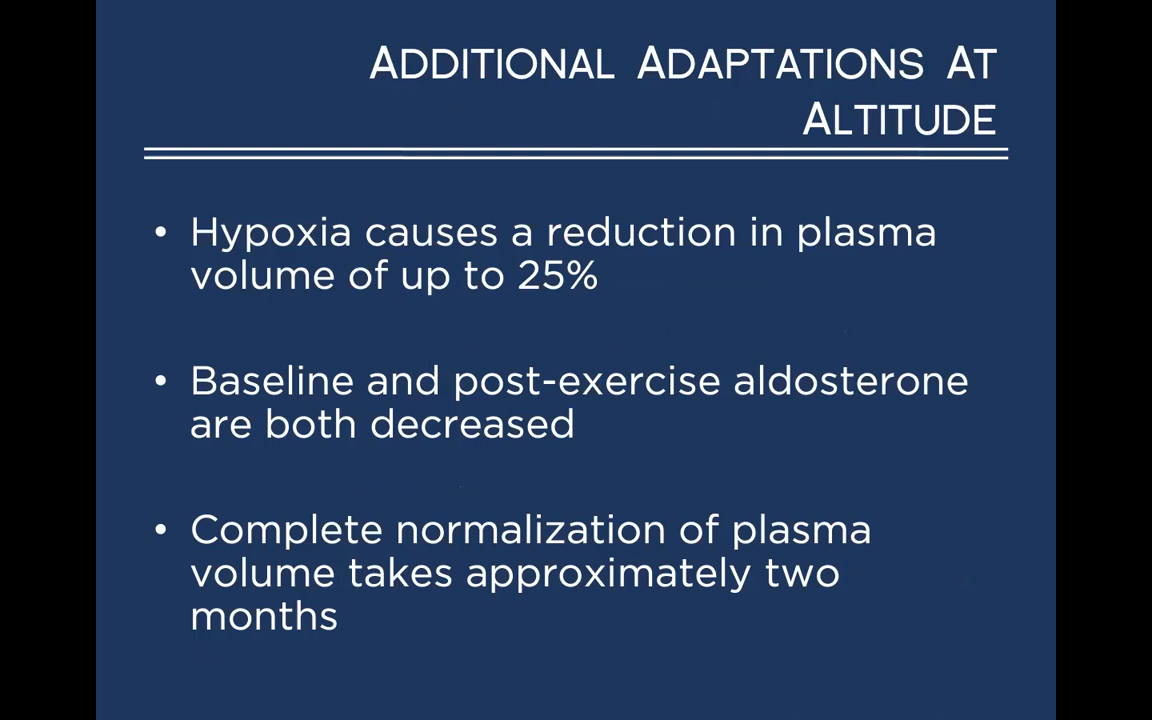 ADDITIONAL ADAPTATIONS AT
ALTITUDE
• Hypoxia causes a reduction in plasma
volume of up to 25%
• Baseline and post-exercise aldosterone
are both decreased
• Complete normalization of plasma
volume takes approximately two
months